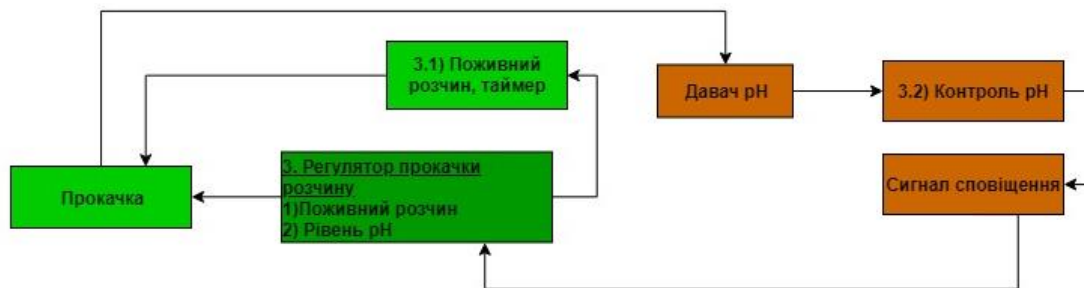 3.1) Поживний
розчин, таймер
Давач pH
3.2) Контроль pH
3. Регулятор прокачки
розчину
1)Поживний розчин
2) Рівень pH
Прокачка
Сигнал сповіщення